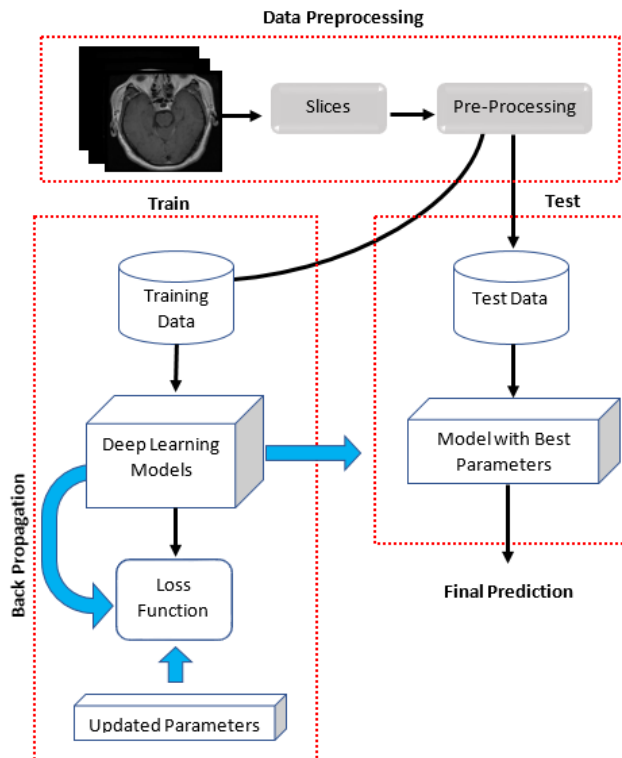 Data Preprocessing
Slices
Pre-Processing
Train
Test
Training
Data
Test Data
Deep Learning
Models
Model with Best
Parameters
Back Propagation
Loss
Function
Final Prediction
Updated Parameters